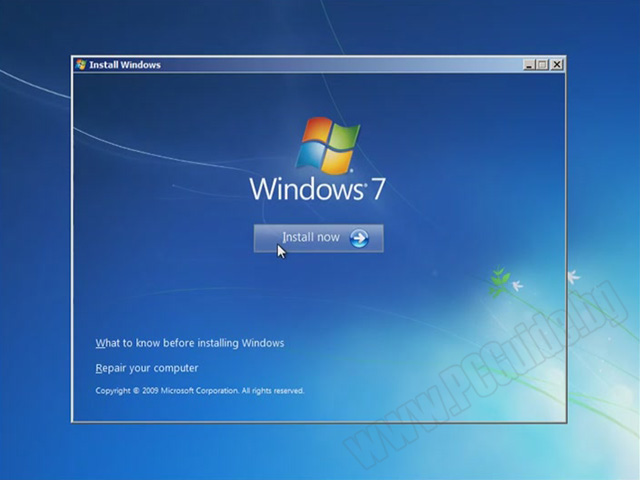 Install Windows
Windows® 7
Install now
What to know before installing Windows
Repair your computer
Copyright © 2009 Microsoft Corporation. All rights reserved.
www.PCGuide.bg